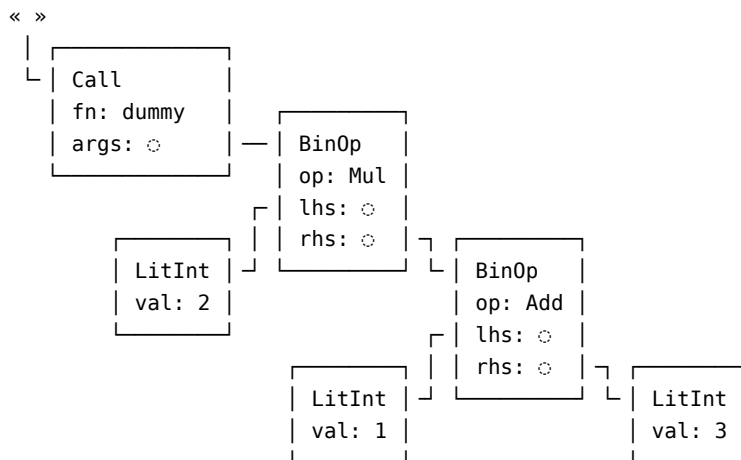 « »
Call
fn: dummy
args: ◌
BinOp
op: Mul
lhs: ◌
rhs: ◌
LitInt
val: 2
BinOp
op: Add
lhs: ◌
rhs: ◌
LitInt
val: 1
LitInt
val: 3